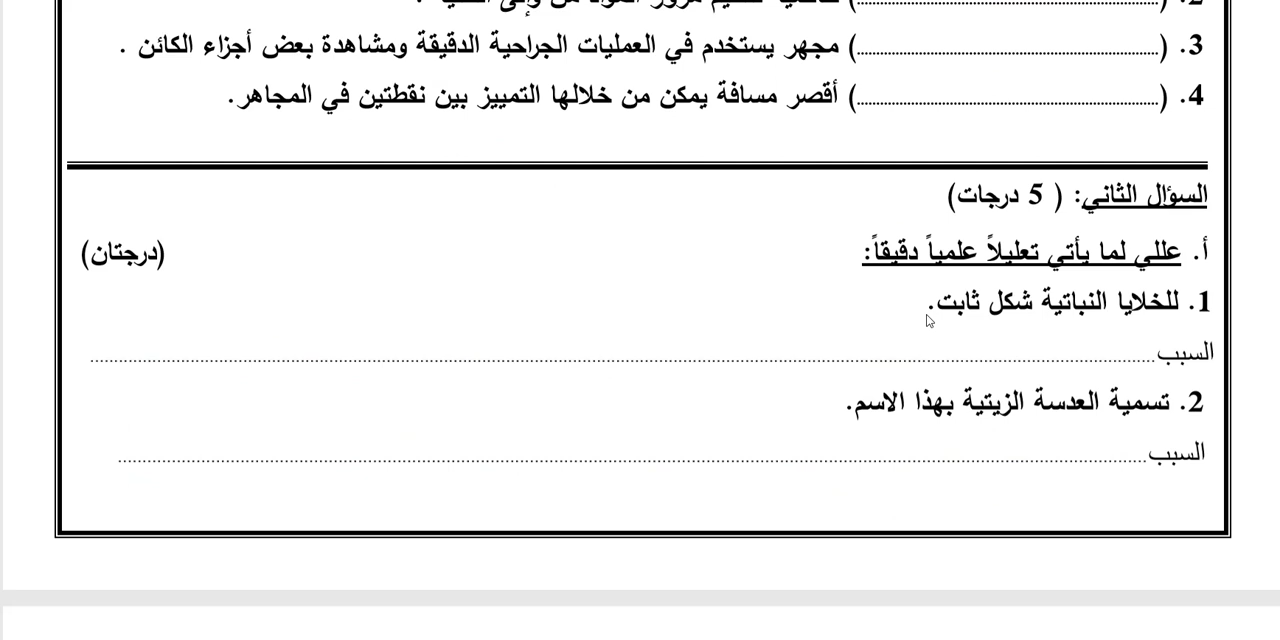 3. (..............................) مجهر يستخدم في العمليات الجراحية الدقيقة ومشاهدة بعض أجزاء الكائن .
4. (..............................) أقصر مسافة يمكن من خلالها التمييز بين نقطتين في المجاهر.
السؤال الثاني: ( 5 درجات)
أ. عللي لما يأتي تعليلاً علمياً دقيقاً: (درجتان)
1. للخلايا النباتية شكل ثابت.
السبب..............................
2. تسمية العدسة الزيتية بهذا الاسم.
السبب..............................